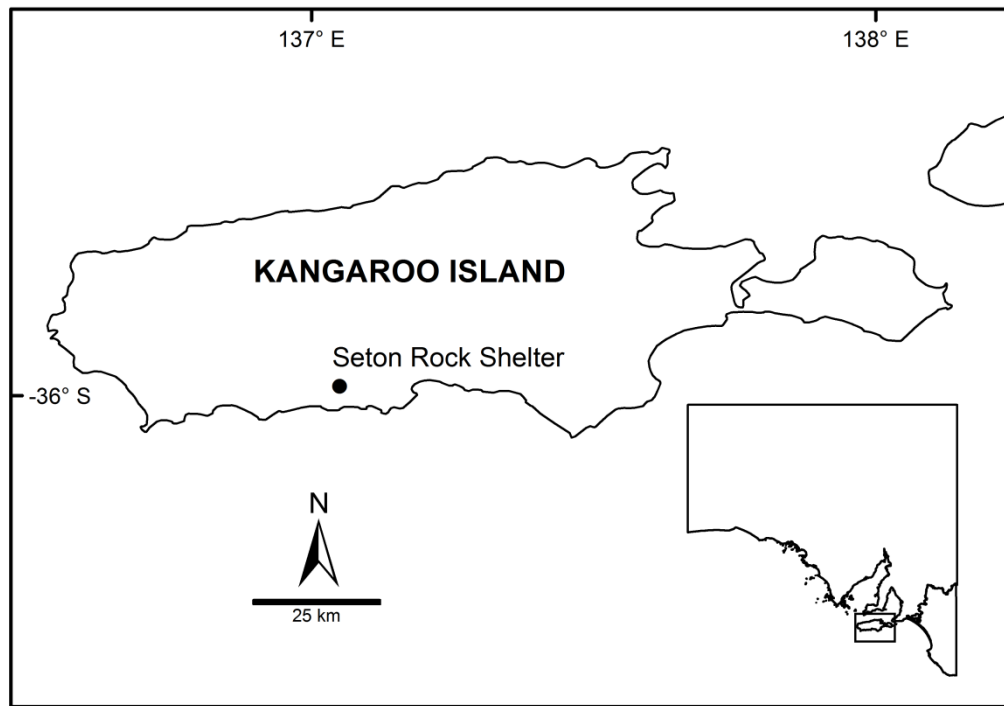 137° E
138° E
KANGAROO ISLAND
Seton Rock Shelter
-36° S
N
25 km